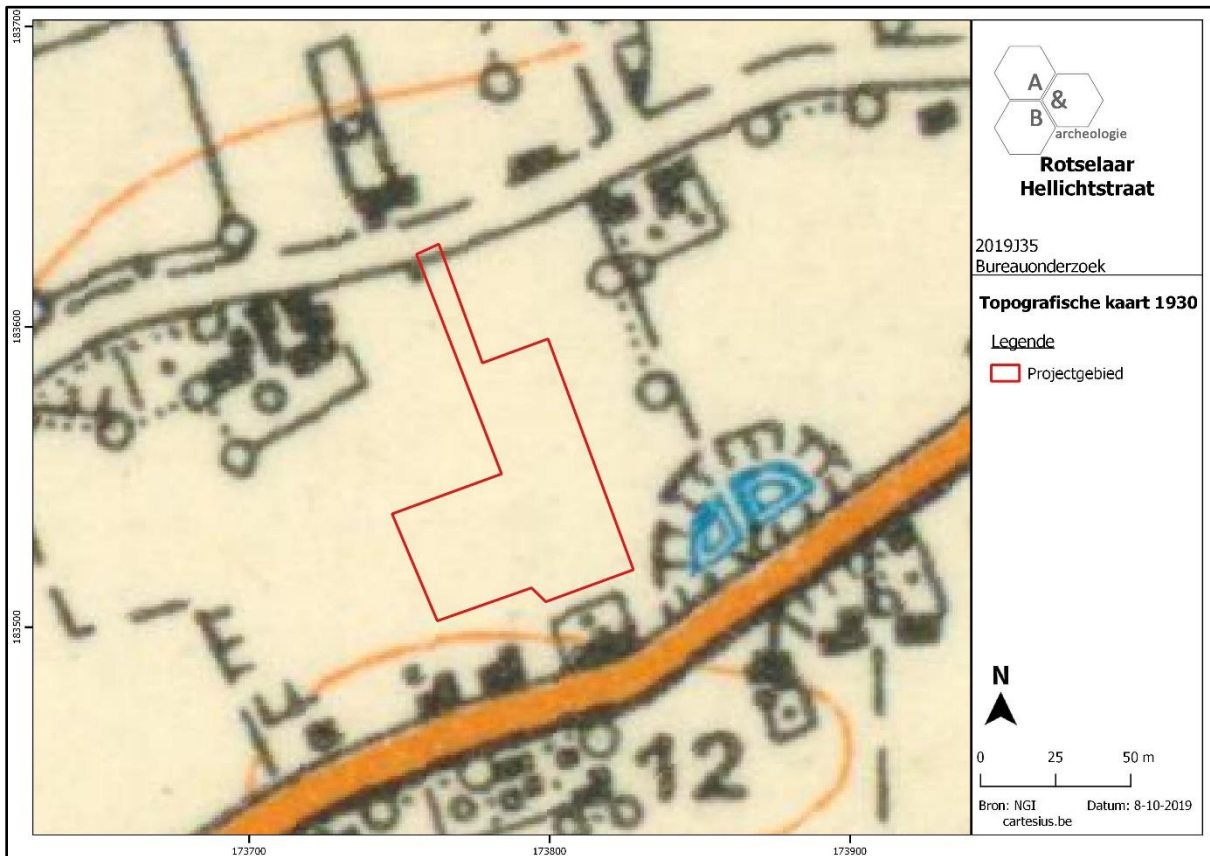 183700
183600
183500
173700
173800
173900
12
A
&
B
archeologie
Rotselaar
Hellichtstraat
2019J35
Bureauonderzoek
Topografische kaart 1930
Legende
Projectgebied
N
0 25 50 m
Bron: NGI Datum: 8-10-2019
cartesius.be